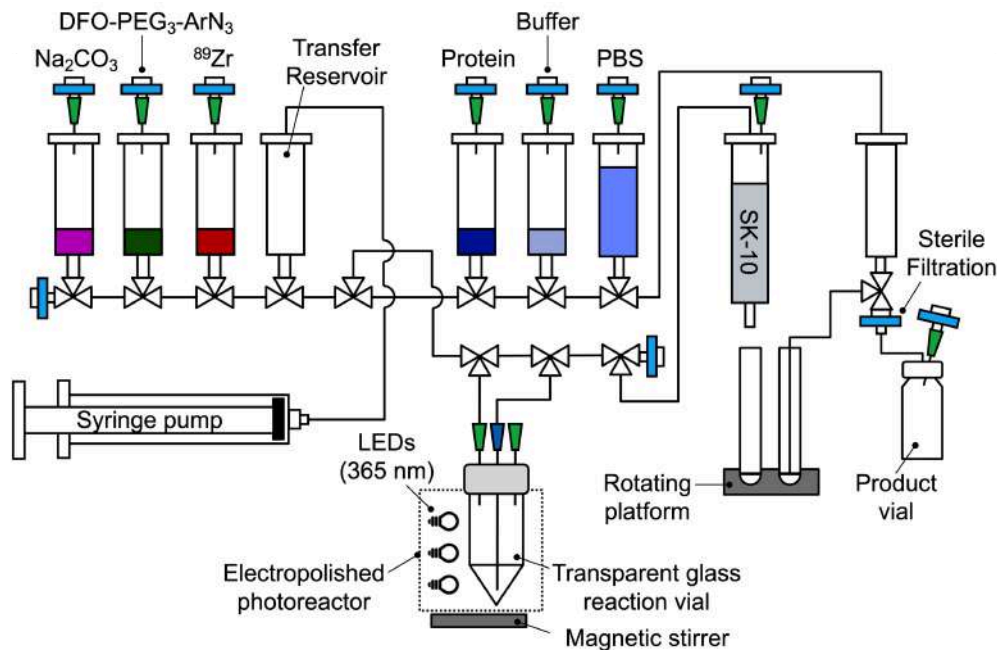 DFO-PEG₃-ArN₃
Na₂CO₃
⁸⁹Zr
Transfer
Reservoir
Protein
Buffer
PBS
SK-10
Sterile
Filtration
Syringe pump
LEDs
(365 nm)
Rotating
platform
Product
vial
Electropolished
photoreactor
Transparent glass
reaction vial
Magnetic stirrer